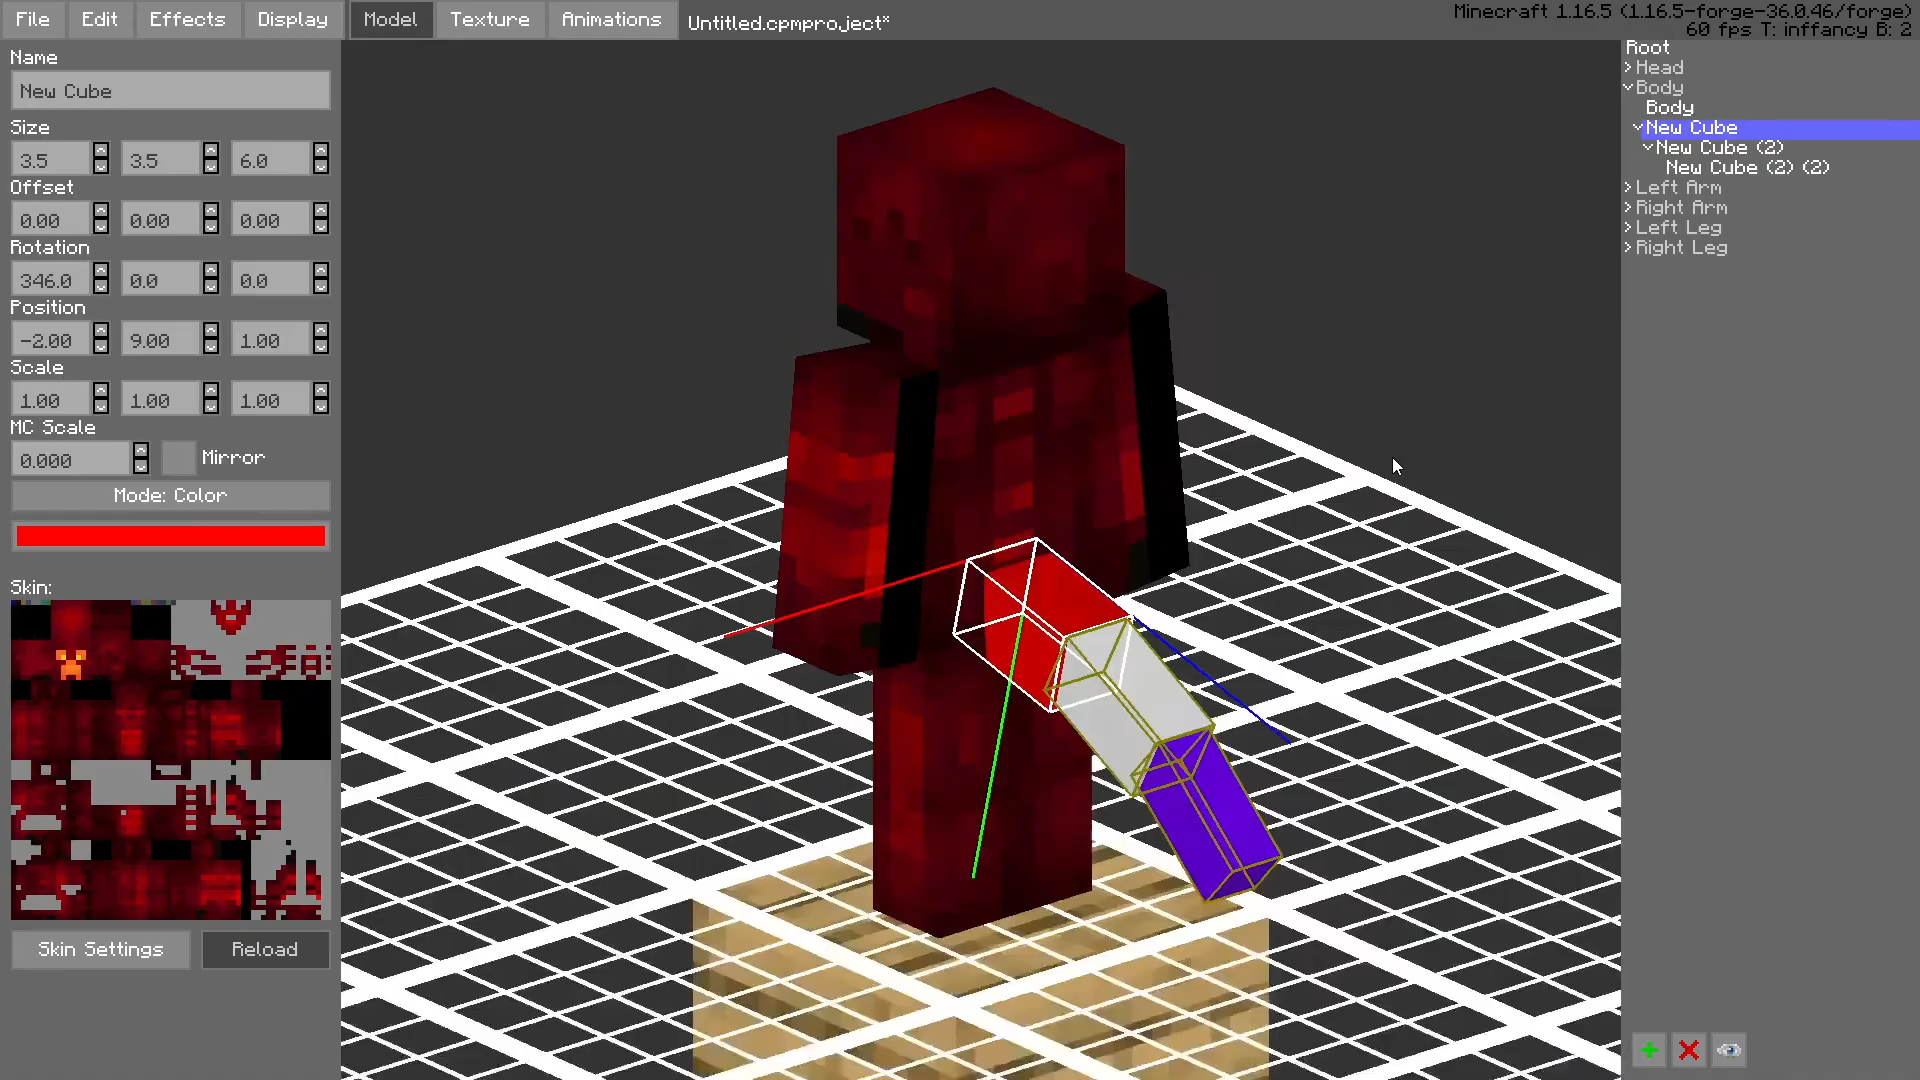 File Edit Effects Display Model Texture Animations Untitled.cpmproject*
Minecraft 1.16.5 (1.16.5-forge-36.0.46/forge)
60 fps T: inffancy B: 2
Name
New Cube
Size
3.5 3.5 6.0
Offset
0.00 0.00 0.00
Rotation
346.0 0.0 0.0
Position
-2.00 9.00 1.00
Scale
1.00 1.00 1.00
MC Scale
0.000 Mirror
Mode: Color
Skin:
Skin Settings Reload
Root
>Head
Body
Body
New Cube
New Cube (2)
New Cube (2) (2)
>Left Arm
>Right Arm
>Left Leg
>Right Leg